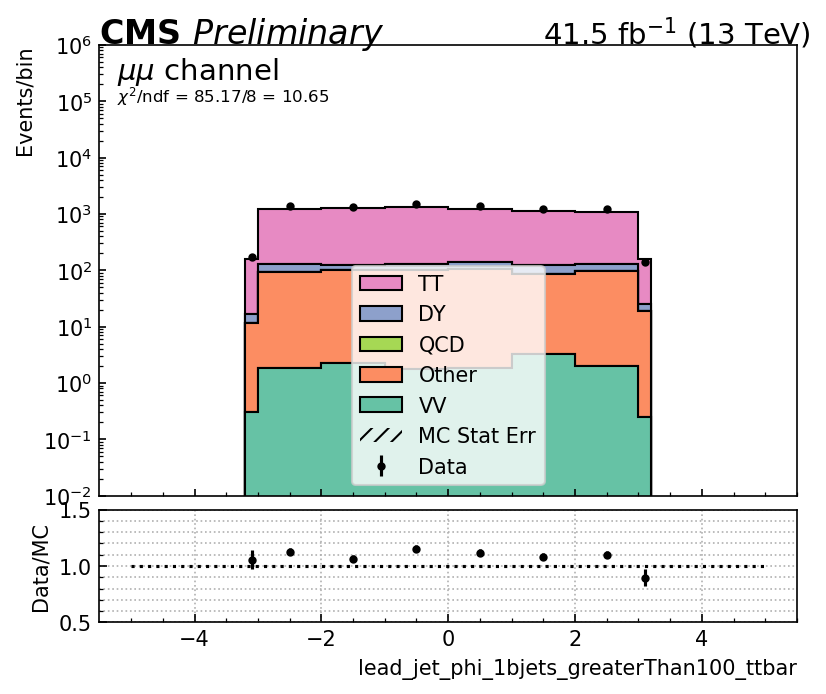 CMS Preliminary 41.5 fb⁻¹ (13 TeV)
μμ channel
χ²/ndf = 85.17/8 = 10.65
Events/bin
10⁶
10⁵
10⁴
10³
10²
10¹
10⁰
10⁻¹
10⁻²
TT
DY
QCD
Other
VV
MC Stat Err
Data
Data/MC
1.5
1.0
0.5
−4 −2 0 2 4
lead_jet_phi_1bjets_greaterThan100_ttbar